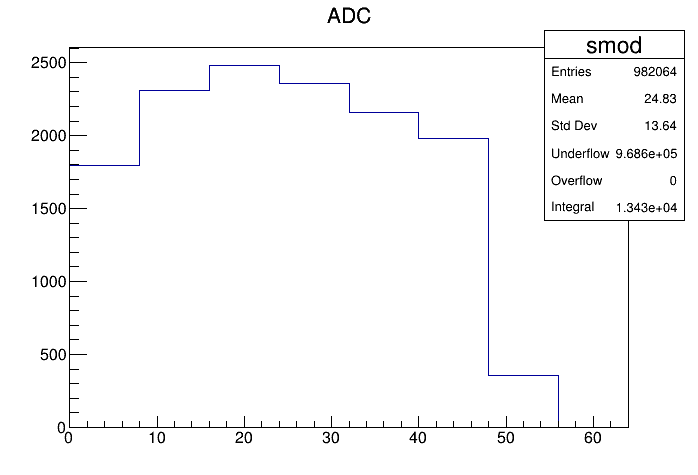 ADC
smod
Entries 982064
Mean 24.83
Std Dev 13.64
Underflow 9.686e+05
Overflow 0
Integral 1.343e+04
2500
2000
1500
1000
500
0
0 10 20 30 40 50 60